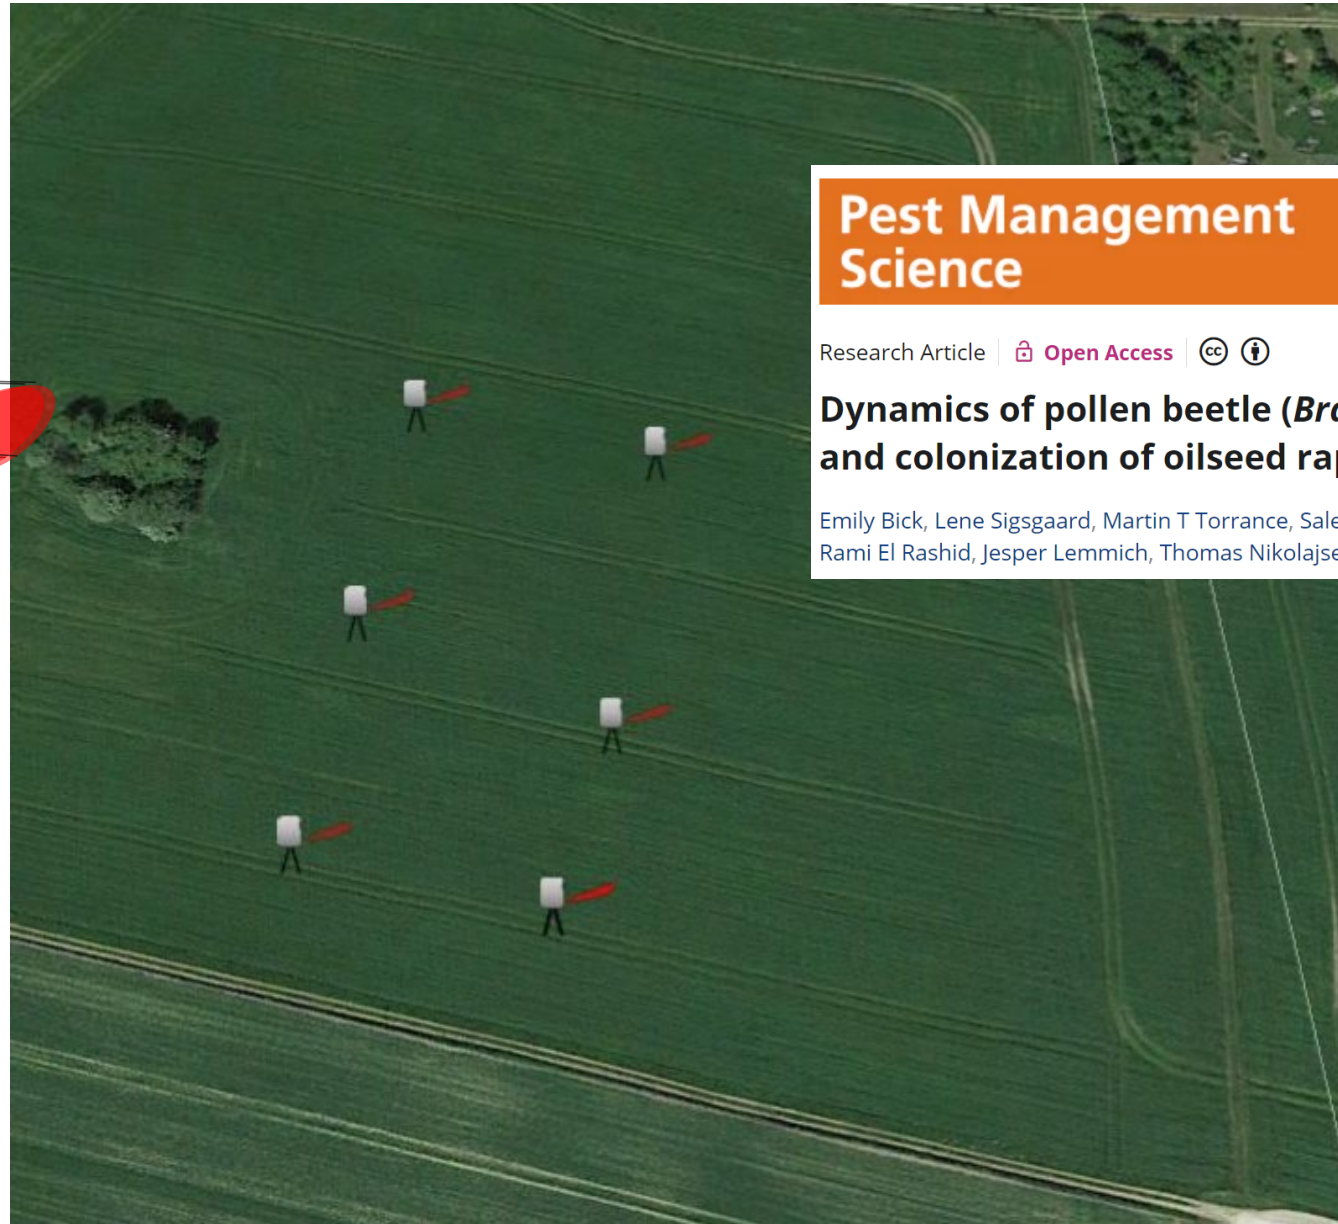 Pest Management
Science
Research Article Open Access cc
Dynamics of pollen beetle (
and colonization of oilseed
Emily Bick, Lene Sigsgaard, Martin T Torrance,
Rami El Rashid, Jesper Lemmich, Thomas